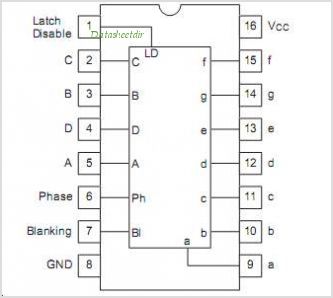 Latch
Disable 1 16 Vcc
Datasheetdir
LD
C 2 C f 15 f
B 3 B g 14 g
D 4 D e 13 e
A 5 A d 12 d
Phase 6 Ph c 11 c
Blanking 7 BI b 10 b
GND 8 a 9 a